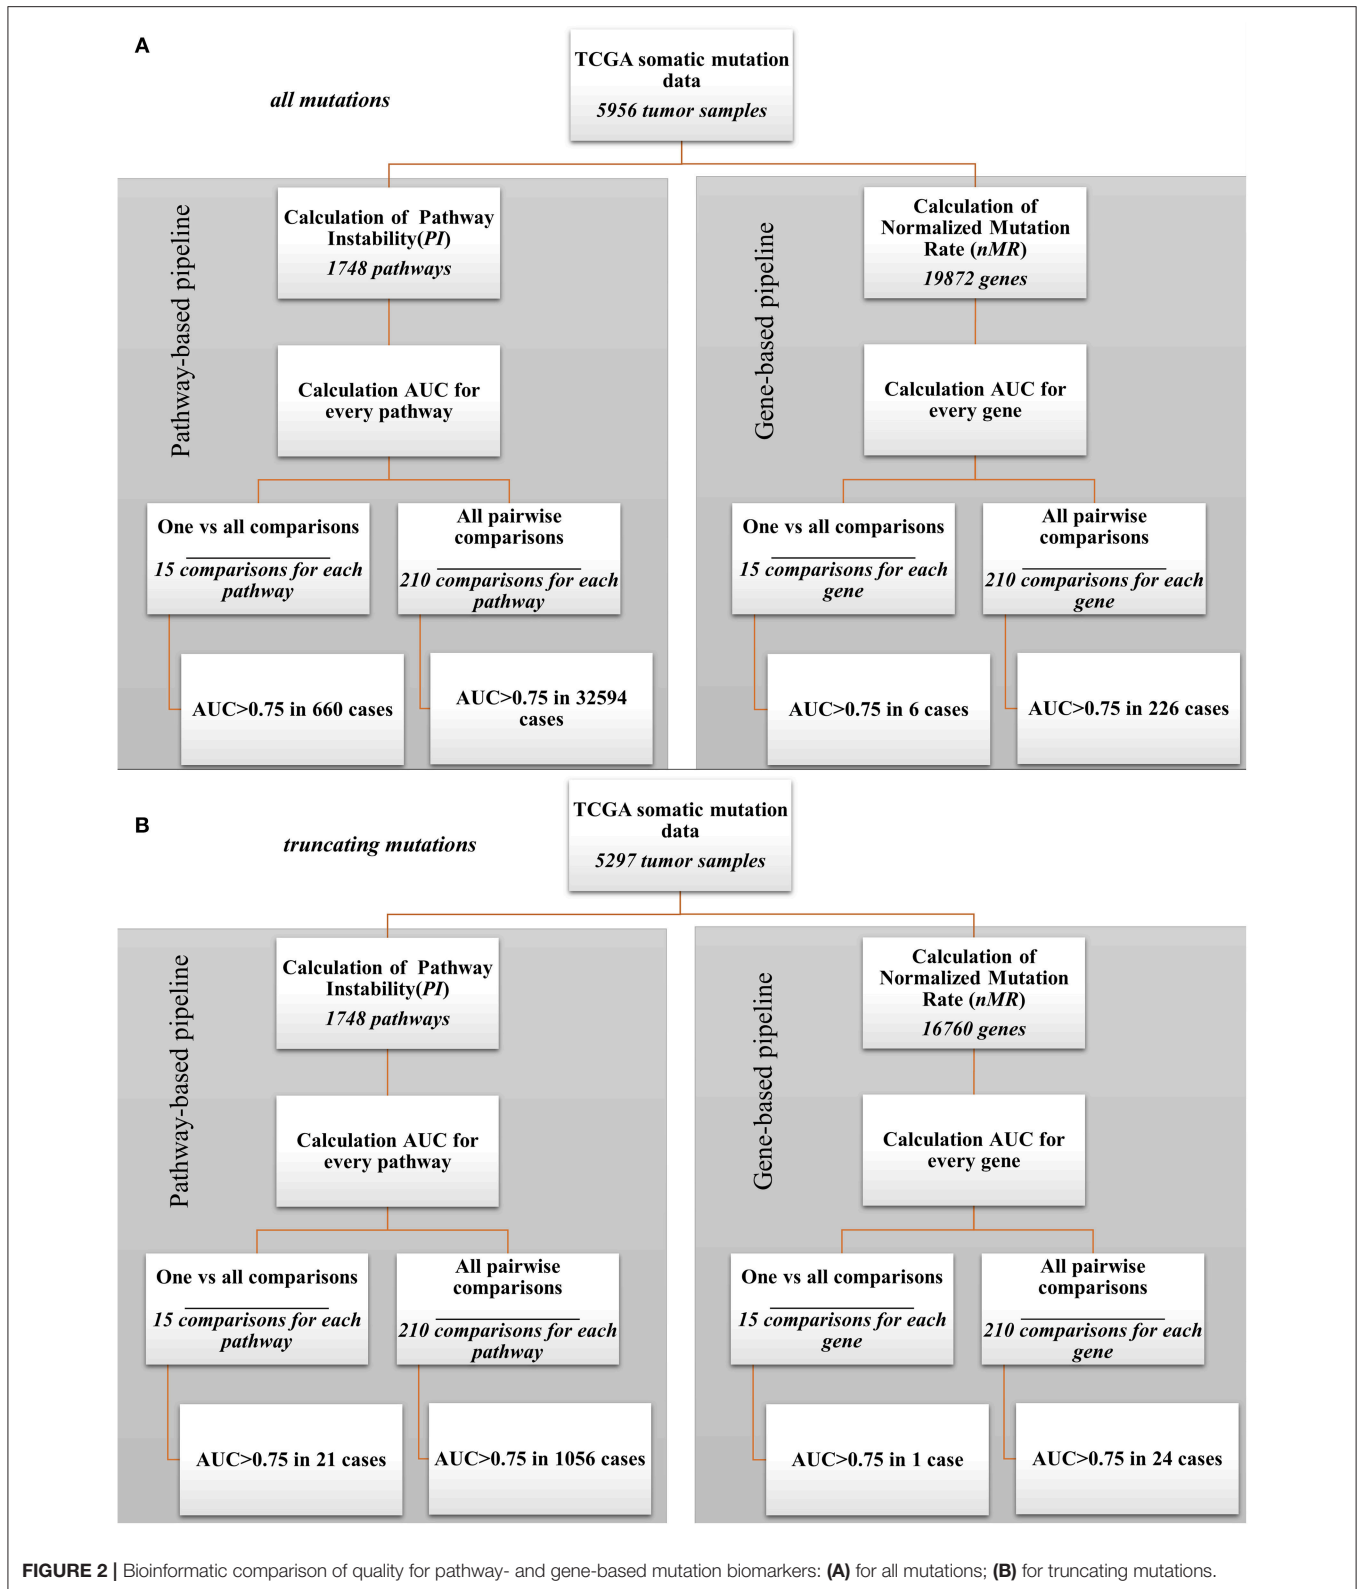 A
all mutations
TCGA somatic mutation
data
5956 tumor samples
Pathway-based pipeline
Calculation of Pathway
Instability(PI)
1748 pathways
Calculation AUC for
every pathway
One vs all comparisons
15 comparisons for each
pathway
All pairwise
comparisons
210 comparisons for each
pathway
AUC>0.75 in 660 cases
AUC>0.75 in 32594
cases
Gene-based pipeline
Calculation of
Normalized Mutation
Rate (nMR)
19872 genes
Calculation AUC for
every gene
One vs all comparisons
15 comparisons for each
gene
All pairwise
comparisons
210 comparisons for each
gene
AUC>0.75 in 6 cases
AUC>0.75 in 226 cases
B
truncating mutations
TCGA somatic mutation
data
5297 tumor samples
Pathway-based pipeline
Calculation of Pathway
Instability(PI)
1748 pathways
Calculation AUC for
every pathway
One vs all comparisons
15 comparisons for each
pathway
All pairwise
comparisons
210 comparisons for each
pathway
AUC>0.75 in 21 cases
AUC>0.75 in 1056 cases
Gene-based pipeline
Calculation of
Normalized Mutation
Rate (nMR)
16760 genes
Calculation AUC for
every gene
One vs all comparisons
15 comparisons for each
gene
All pairwise
comparisons
210 comparisons for each
gene
AUC>0.75 in 1 case
AUC>0.75 in 24 cases
FIGURE 2 | Bioinformatic comparison of quality for pathway- and gene-based mutation biomarkers: (A) for all mutations; (B) for truncating mutations.